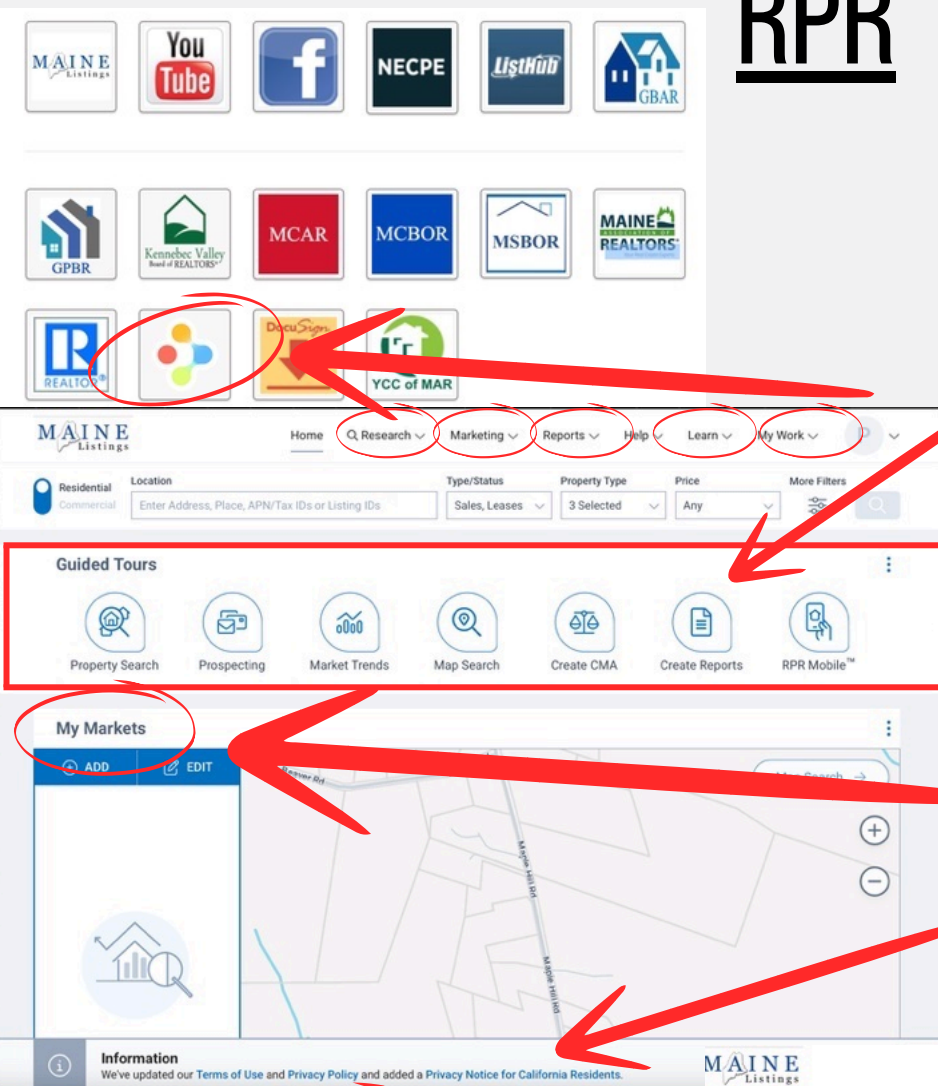 RPR
MAINE
Listings
You
Tube
f
NECPE
ListHub
GBAR
GPBR
Kennebec Valley
Board of REALTORS®
MCAR
MCBOR
MSBOR
MAINE
ASSOCIATION OF
REALTORS®
R
REALTOR®
DocuSign
YCC of MAR
MAINE
Listings
Home Research Marketing Reports Help Learn My Work P
Residential
Commercial
Location
Enter Address, Place, APN/Tax IDs or Listing IDs
Type/Status
Sales, Leases
Property Type
3 Selected
Price
Any
More Filters
Guided Tours
Property Search Prospecting Market Trends Map Search Create CMA Create Reports RPR Mobile™
My Markets
ADD EDIT
Beaver Rd
Map Search →
Maple Hill Rd
Maple Hill Rd
Information
We've updated our Terms of Use and Privacy Policy and added a Privacy Notice for California Residents.
MAINE
Listings